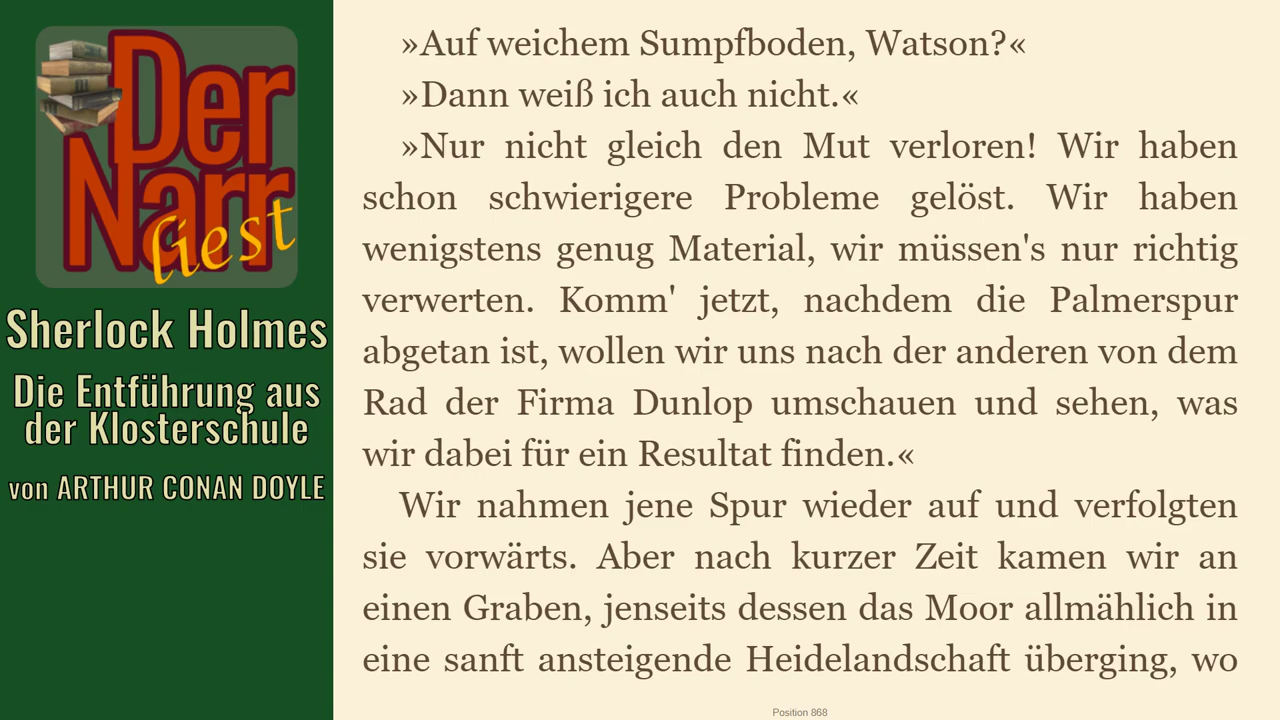 Der
Narr
liest
Sherlock Holmes
Die Entführung aus
der Klosterschule
von ARTHUR CONAN DOYLE
»Auf weichem Sumpfboden, Watson?«
»Dann weiß ich auch nicht.«
»Nur nicht gleich den Mut verloren! Wir haben
schon schwierigere Probleme gelöst. Wir haben
wenigstens genug Material, wir müssen's nur richtig
verwerten. Komm' jetzt, nachdem die Palmerspur
abgetan ist, wollen wir uns nach der anderen von dem
Rad der Firma Dunlop umschauen und sehen, was
wir dabei für ein Resultat finden.«
Wir nahmen jene Spur wieder auf und verfolgten
sie vorwärts. Aber nach kurzer Zeit kamen wir an
einen Graben, jenseits dessen das Moor allmählich in
eine sanft ansteigende Heidelandschaft überging, wo
Position 868